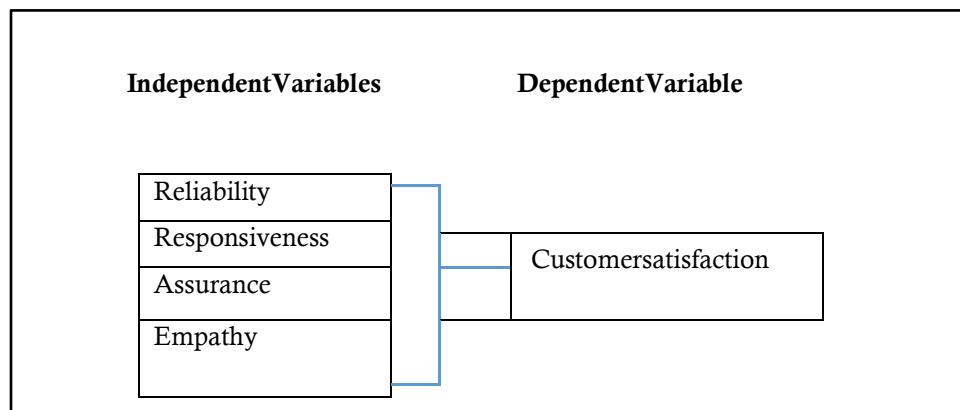 IndependentVariables DependentVariable
Reliability
Responsiveness
Customersatisfaction
Assurance
Empathy